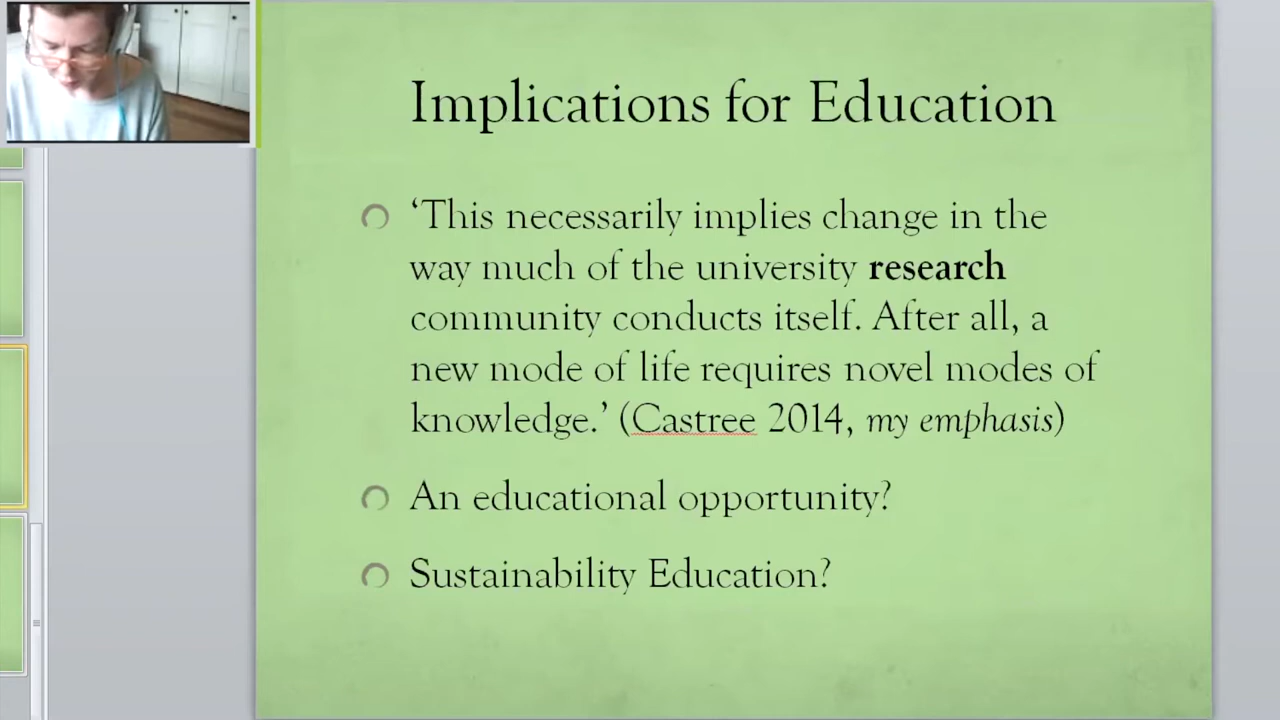 Implications for Education
‘This necessarily implies change in the
way much of the university research
community conducts itself. After all, a
new mode of life requires novel modes of
knowledge.’ (Castree 2014, my emphasis)
An educational opportunity?
Sustainability Education?